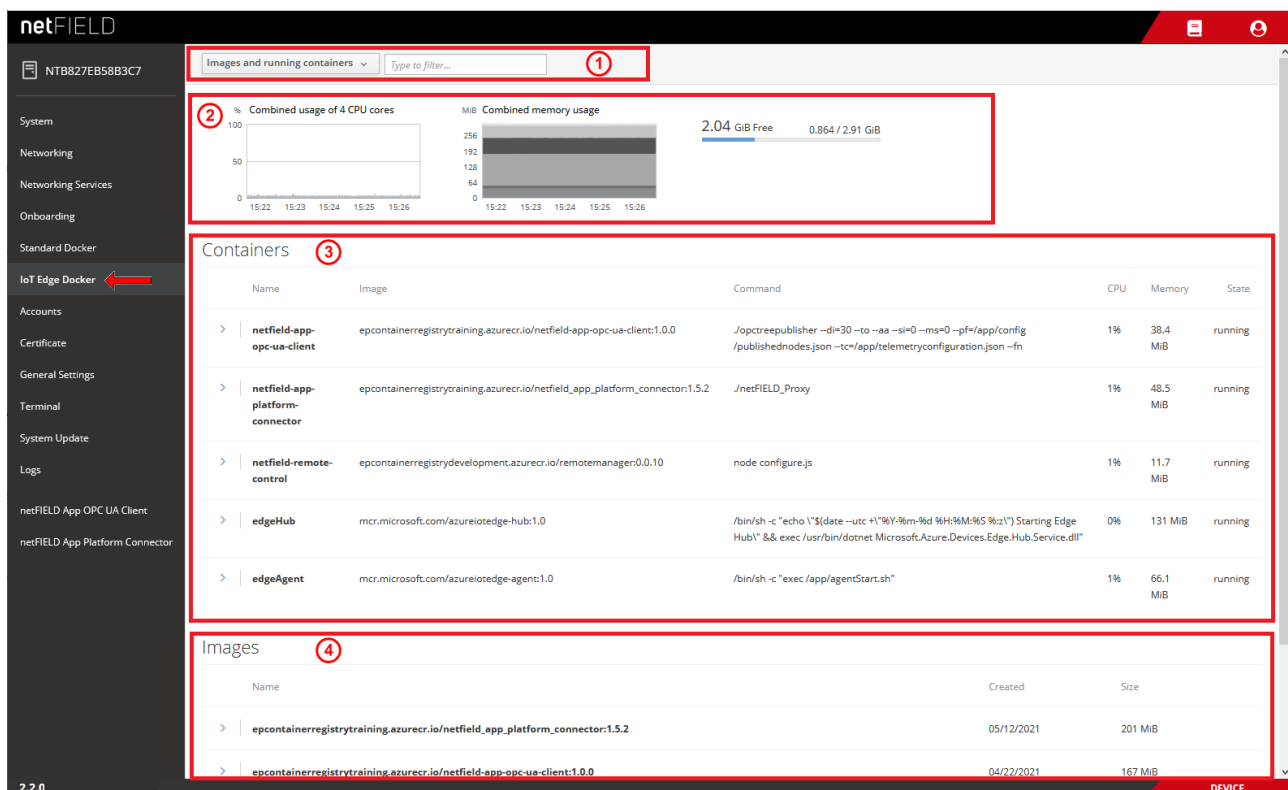 netFIELD
NTB827EB58B3C7
System
Networking
Networking Services
Onboarding
Standard Docker
IoT Edge Docker
Accounts
Certificate
General Settings
Terminal
System Update
Logs
netFIELD App OPC UA Client
netFIELD App Platform Connector
2.2.0
Images and running containers
Type to filter...
1
2
% Combined usage of 4 CPU cores
100
50
0
15:22 15:23 15:24 15:25 15:26
MiB Combined memory usage
256
192
128
64
0
15:22 15:23 15:24 15:25 15:26
2.04 GiB Free 0.864 / 2.91 GiB
Containers
3
Name Image Command CPU Memory State
netfield-app-
opc-ua-client
epcontainerregistrytraining.azurecr.io/netfield-app-opc-ua-client:1.0.0
./opctreepublisher --di=30 --to --aa --si=0 --ms=0 --pf=/app/config
/publishednodes.json --tc=/app/telemetryconfiguration.json --fn
1%
38.4
MiB
running
netfield-app-
platform-
connector
epcontainerregistrytraining.azurecr.io/netfield_app_platform_connector:1.5.2
./netFIELD_Proxy
1%
48.5
MiB
running
netfield-remote-
control
epcontainerregistrydevelopment.azurecr.io/remotemanager:0.0.10
node configure.js
1%
11.7
MiB
running
edgeHub
mcr.microsoft.com/azureiotedge-hub:1.0
/bin/sh -c "echo \"$(date --utc +\"%Y-%m-%d %H:%M:%S %:z\") Starting Edge
Hub\" && exec /usr/bin/dotnet Microsoft.Azure.Devices.Edge.Hub.Service.dll"
0%
131 MiB
running
edgeAgent
mcr.microsoft.com/azureiotedge-agent:1.0
/bin/sh -c "exec /app/agentStart.sh"
1%
66.1
MiB
running
Images
4
Name Created Size
epcontainerregistrytraining.azurecr.io/netfield_app_platform_connector:1.5.2 05/12/2021 201 MiB
epcontainerregistrytraining.azurecr.io/netfield-app-opc-ua-client:1.0.0 04/22/2021 167 MiB
DEVICE